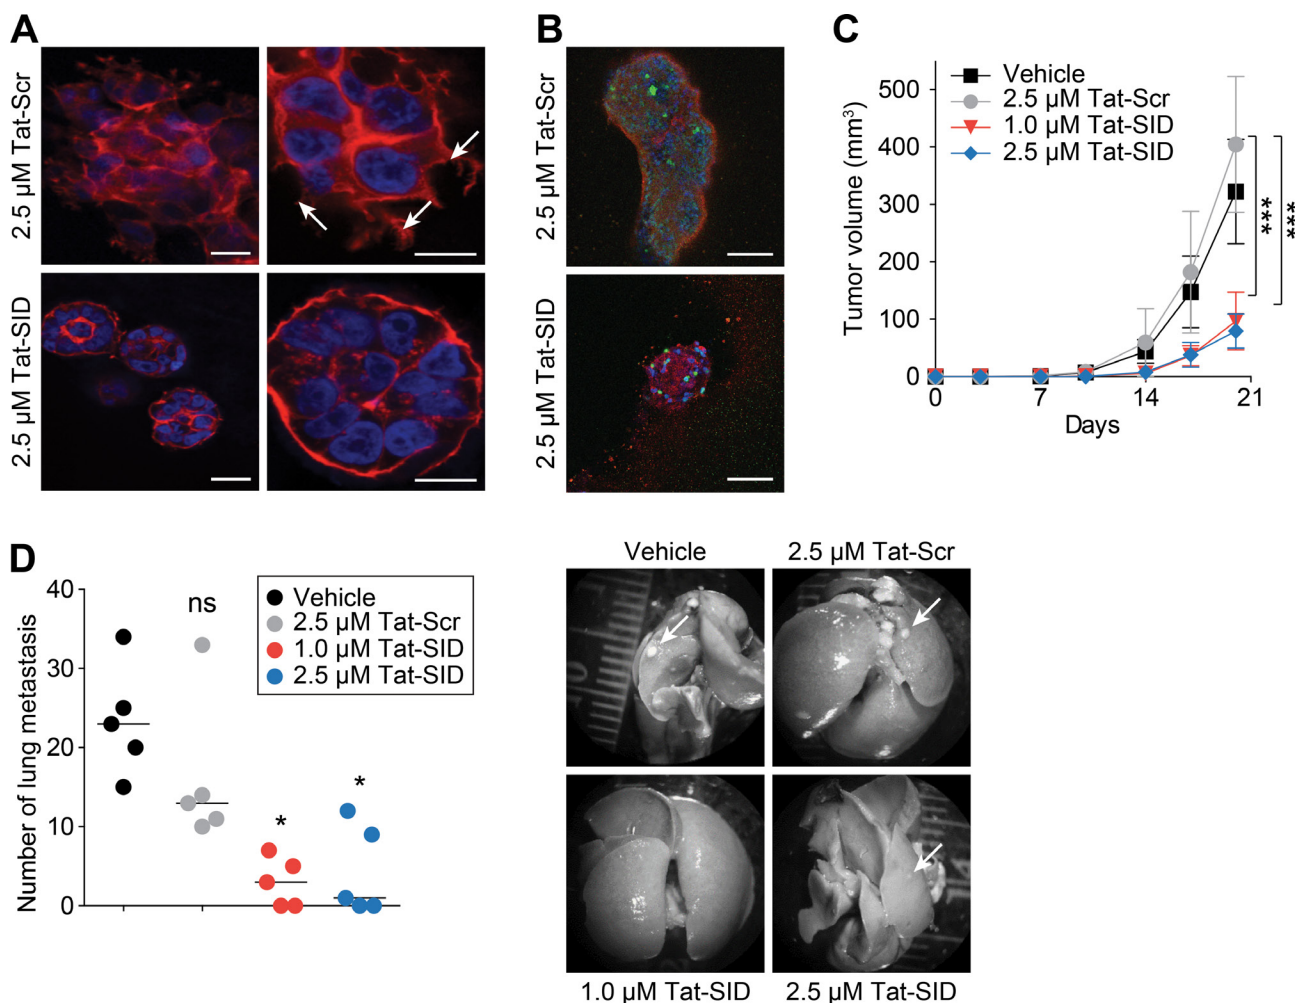 A
2.5 µM Tat-Scr
2.5 µM Tat-SID
B
2.5 µM Tat-Scr
2.5 µM Tat-SID
C
Tumor volume (mm³)
500
400
300
200
100
0
0 7 14 21
Days
Vehicle
2.5 µM Tat-Scr
1.0 µM Tat-SID
2.5 µM Tat-SID
***
***
D
Number of lung metastasis
40
30
20
10
0
ns
*
*
Vehicle
2.5 µM Tat-Scr
1.0 µM Tat-SID
2.5 µM Tat-SID
Vehicle 2.5 µM Tat-Scr
1.0 µM Tat-SID 2.5 µM Tat-SID